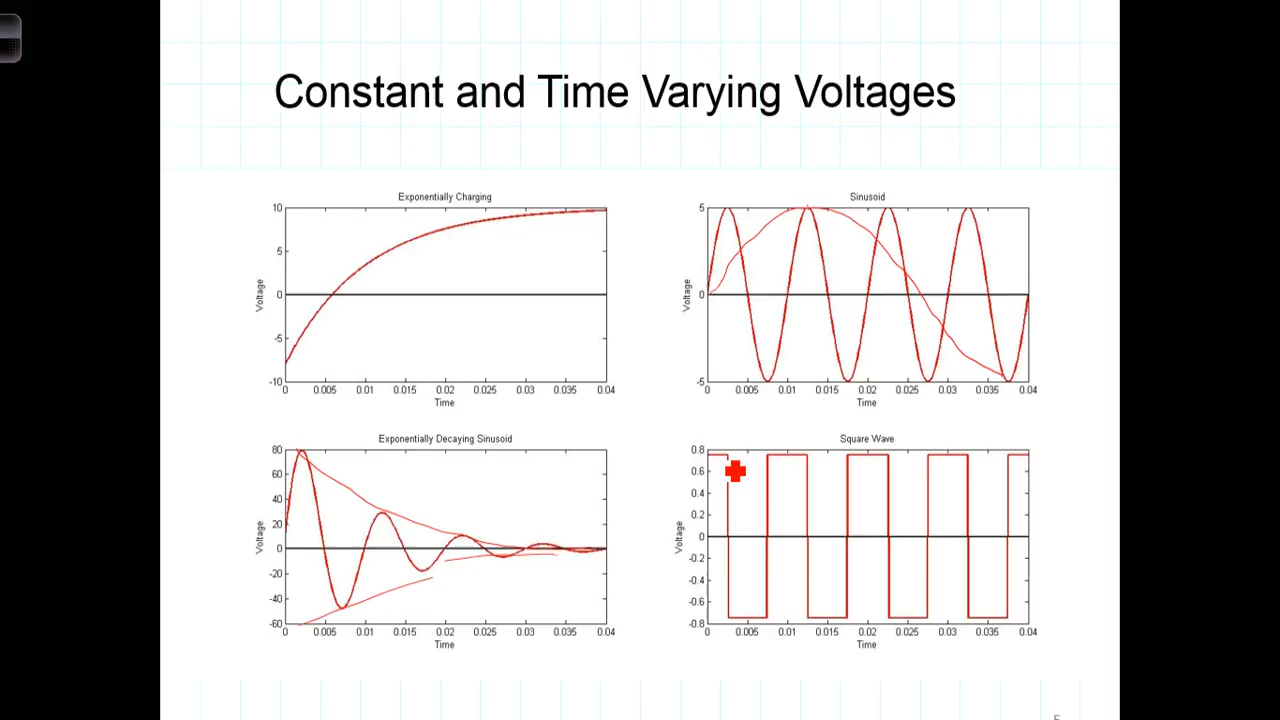 Constant and Time Varying Voltages
Exponentially Charging
10
5
0
-5
-10
Voltage
0 0.005 0.01 0.015 0.02 0.025 0.03 0.035 0.04
Time
Sinusoid
5
0
-5
Voltage
0 0.005 0.01 0.015 0.02 0.025 0.03 0.035 0.04
Time
Exponentially Decaying Sinusoid
80
60
40
20
0
-20
-40
-60
Voltage
0 0.005 0.01 0.015 0.02 0.025 0.03 0.035 0.04
Time
Square Wave
0.8
0.6
0.4
0.2
0
-0.2
-0.4
-0.6
-0.8
Voltage
0 0.005 0.01 0.015 0.02 0.025 0.03 0.035 0.04
Time